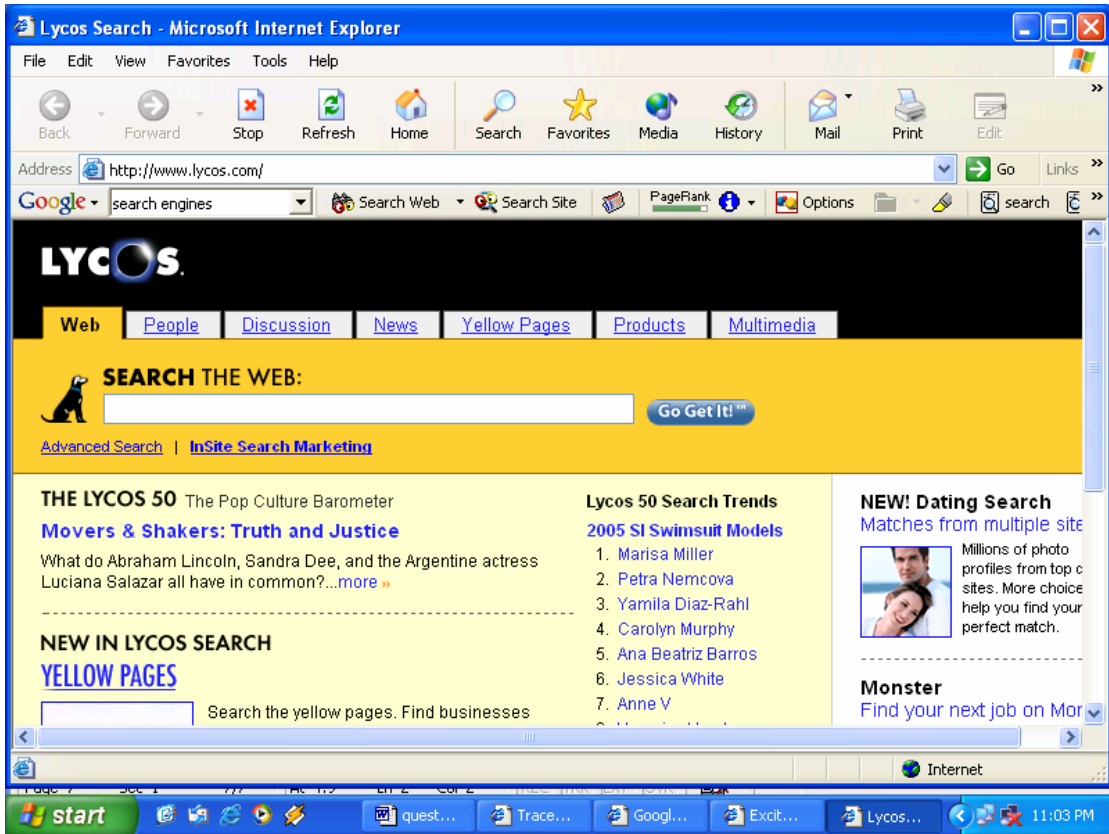 Lycos Search - Microsoft Internet Explorer
File Edit View Favorites Tools Help
Back Forward Stop Refresh Home Search Favorites Media History Mail Print Edit »
Address http://www.lycos.com/ Go Links »
Google search engines Search Web Search Site PageRank Options search »
LYCOS.
Web People Discussion News Yellow Pages Products Multimedia
SEARCH THE WEB:
Go Get It!™
Advanced Search | InSite Search Marketing
THE LYCOS 50 The Pop Culture Barometer
Movers & Shakers: Truth and Justice
What do Abraham Lincoln, Sandra Dee, and the Argentine actress
Luciana Salazar all have in common?...more »
NEW IN LYCOS SEARCH
YELLOW PAGES
Search the yellow pages. Find businesses
Lycos 50 Search Trends
2005 SI Swimsuit Models
1. Marisa Miller
2. Petra Nemcova
3. Yamila Diaz-Rahl
4. Carolyn Murphy
5. Ana Beatriz Barros
6. Jessica White
7. Anne V
NEW! Dating Search
Matches from multiple site
Millions of photo
profiles from top c
sites. More choice
help you find your
perfect match.
Monster
Find your next job on Mor
Internet
start quest... Trace... Googl... Excit... Lycos... 11:03 PM